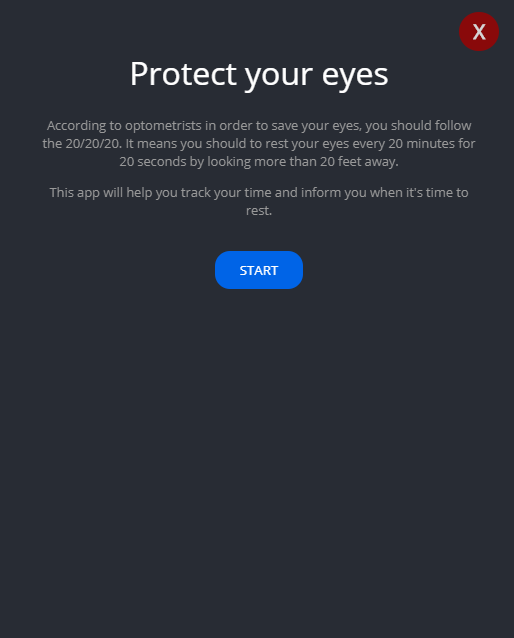 X
Protect your eyes
According to optometrists in order to save your eyes, you should follow
the 20/20/20. It means you should to rest your eyes every 20 minutes for
20 seconds by looking more than 20 feet away.
This app will help you track your time and inform you when it's time to
rest.
START